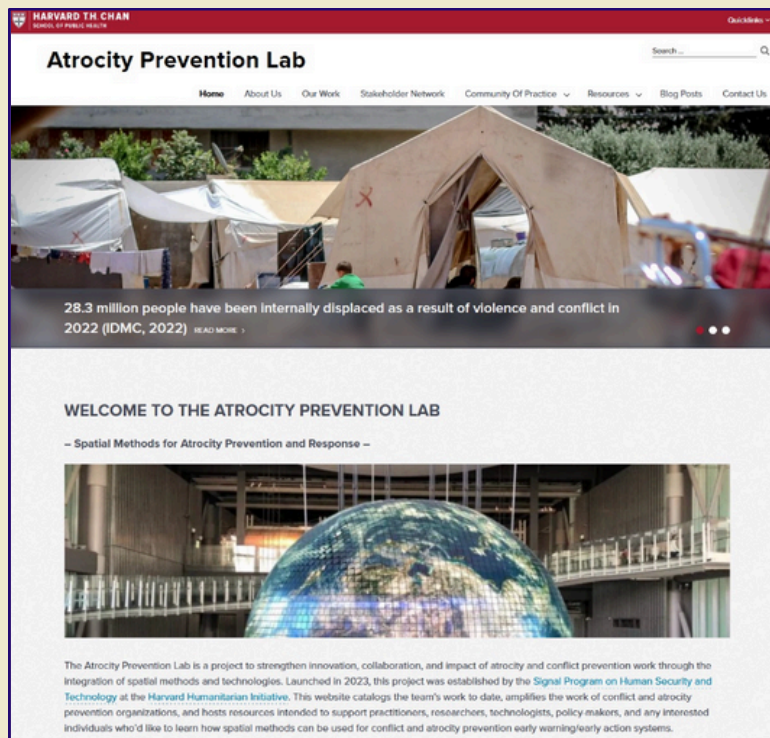 HARVARD T.H. CHAN
SCHOOL OF PUBLIC HEALTH
Quicklinks
Search ...
Atrocity Prevention Lab
Home About Us Our Work Stakeholder Network Community Of Practice Resources Blog Posts Contact Us
28.3 million people have been internally displaced as a result of violence and conflict in
2022 (IDMC, 2022) READ MORE >
WELCOME TO THE ATROCITY PREVENTION LAB
– Spatial Methods for Atrocity Prevention and Response –
The Atrocity Prevention Lab is a project to strengthen innovation, collaboration, and impact of atrocity and conflict prevention work through the
integration of spatial methods and technologies. Launched in 2023, this project was established by the Signal Program on Human Security and
Technology at the Harvard Humanitarian Initiative. This website catalogs the team's work to date, amplifies the work of conflict and atrocity
prevention organizations, and hosts resources intended to support practitioners, researchers, technologists, policy-makers, and any interested
individuals who'd like to learn how spatial methods can be used for conflict and atrocity prevention early warning/early action systems.